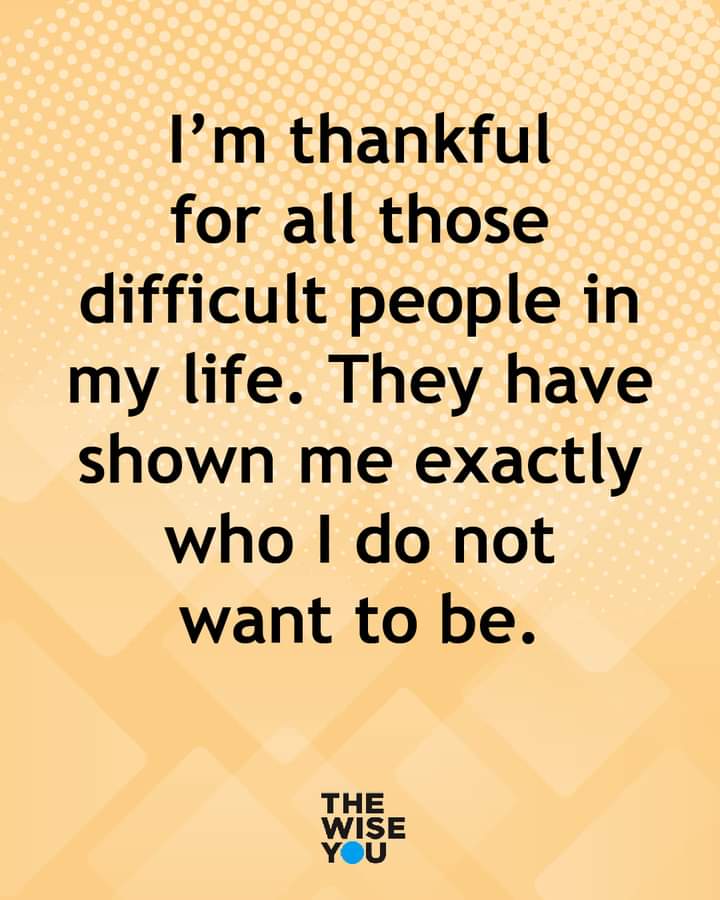 I’m thankful
for all those
difficult people in
my life. They have
shown me exactly
who I do not
want to be.
THE
WISE
YOU